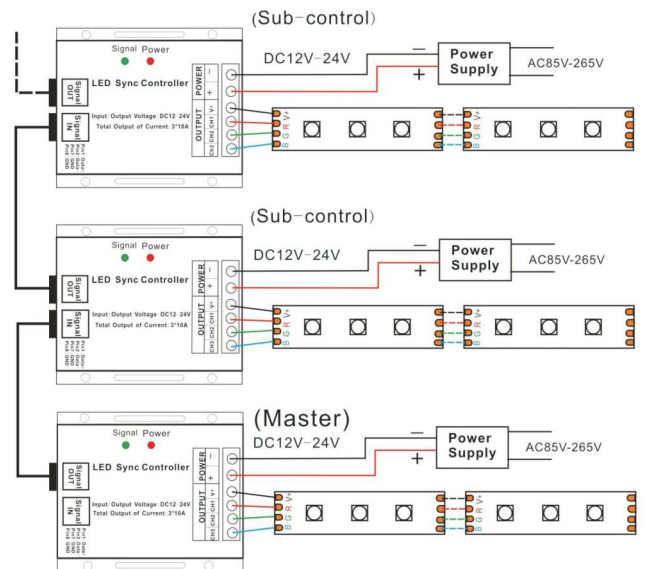 (Sub-control)
Signal Power
DC12V-24V
−
+
Power
Supply
AC85V-265V
LED Sync Controller
Signal
OUT
Signal
IN
Input/Output Voltage: DC12-24V
Total Output of Current: 3*10A
POWER
− +
OUTPUT
V+ CH1 CH2 CH3
V+ R G B
V+ R G B
(Sub-control)
Signal Power
DC12V-24V
−
+
Power
Supply
AC85V-265V
LED Sync Controller
Signal
OUT
Signal
IN
Input/Output Voltage: DC12-24V
Total Output of Current: 3*10A
POWER
− +
OUTPUT
V+ CH1 CH2 CH3
V+ R G B
V+ R G B
(Master)
Signal Power
DC12V-24V
−
+
Power
Supply
AC85V-265V
LED Sync Controller
Signal
OUT
Signal
IN
Input/Output Voltage: DC12-24V
Total Output of Current: 3*10A
POWER
− +
OUTPUT
V+ CH1 CH2 CH3
V+ R G B
V+ R G B